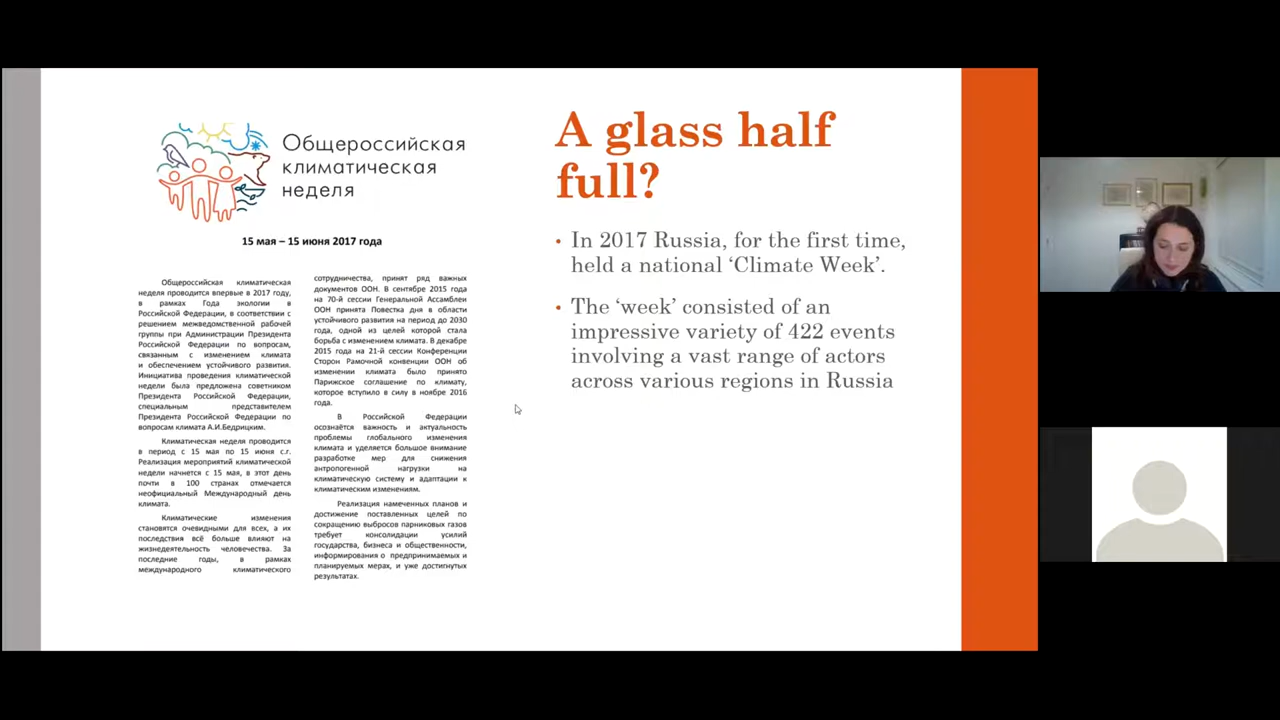 Общероссийская
климатическая
неделя
15 мая – 15 июня 2017 года
Общероссийская климатическая
неделя проводится впервые в 2017 году,
в рамках Года экологии в
Российской Федерации, в соответствии с
решением межведомственной рабочей
группы при Администрации Президента
Российской Федерации по вопросам,
связанным с изменением климата
и обеспечением устойчивого развития.
Инициатива проведения климатической
недели была предложена советником
Президента Российской Федерации,
специальным представителем
Президента Российской Федерации по
вопросам климата А.И.Бедрицким.
Климатическая неделя проводится
в период с 15 мая по 15 июня с.г.
Реализация мероприятий климатической
недели начнется с 15 мая, в этот день
почти в 100 странах отмечается
неофициальный Международный день
климата.
Климатические изменения
становятся очевидными для всех, а их
последствия всё больше влияют на
жизнедеятельность человечества. За
последние годы, в рамках
международного климатического
сотрудничества, принят ряд важных
документов ООН. В сентябре 2015 года
на 70-й сессии Генеральной Ассамблеи
ООН принята Повестка дня в области
устойчивого развития на период до 2030
года, одной из целей которой стала
борьба с изменением климата. В декабре
2015 года на 21-й сессии Конференции
Сторон Рамочной конвенции ООН об
изменении климата было принято
Парижское соглашение по климату,
которое вступило в силу в ноябре 2016
года.
В Российской Федерации
осознаётся важность и актуальность
проблемы глобального изменения
климата и уделяется большое внимание
разработке мер для снижения
антропогенной нагрузки на
климатическую систему и адаптации к
климатическим изменениям.
Реализация намеченных планов и
достижение поставленных целей по
сокращению выбросов парниковых газов
требует консолидации усилий
государства, бизнеса и общественности,
информирования о предпринимаемых и
планируемых мерах, и уже достигнутых
результатах.
A glass half
full?
• In 2017 Russia, for the first time,
held a national ‘Climate Week’.
• The ‘week’ consisted of an
impressive variety of 422 events
involving a vast range of actors
across various regions in Russia